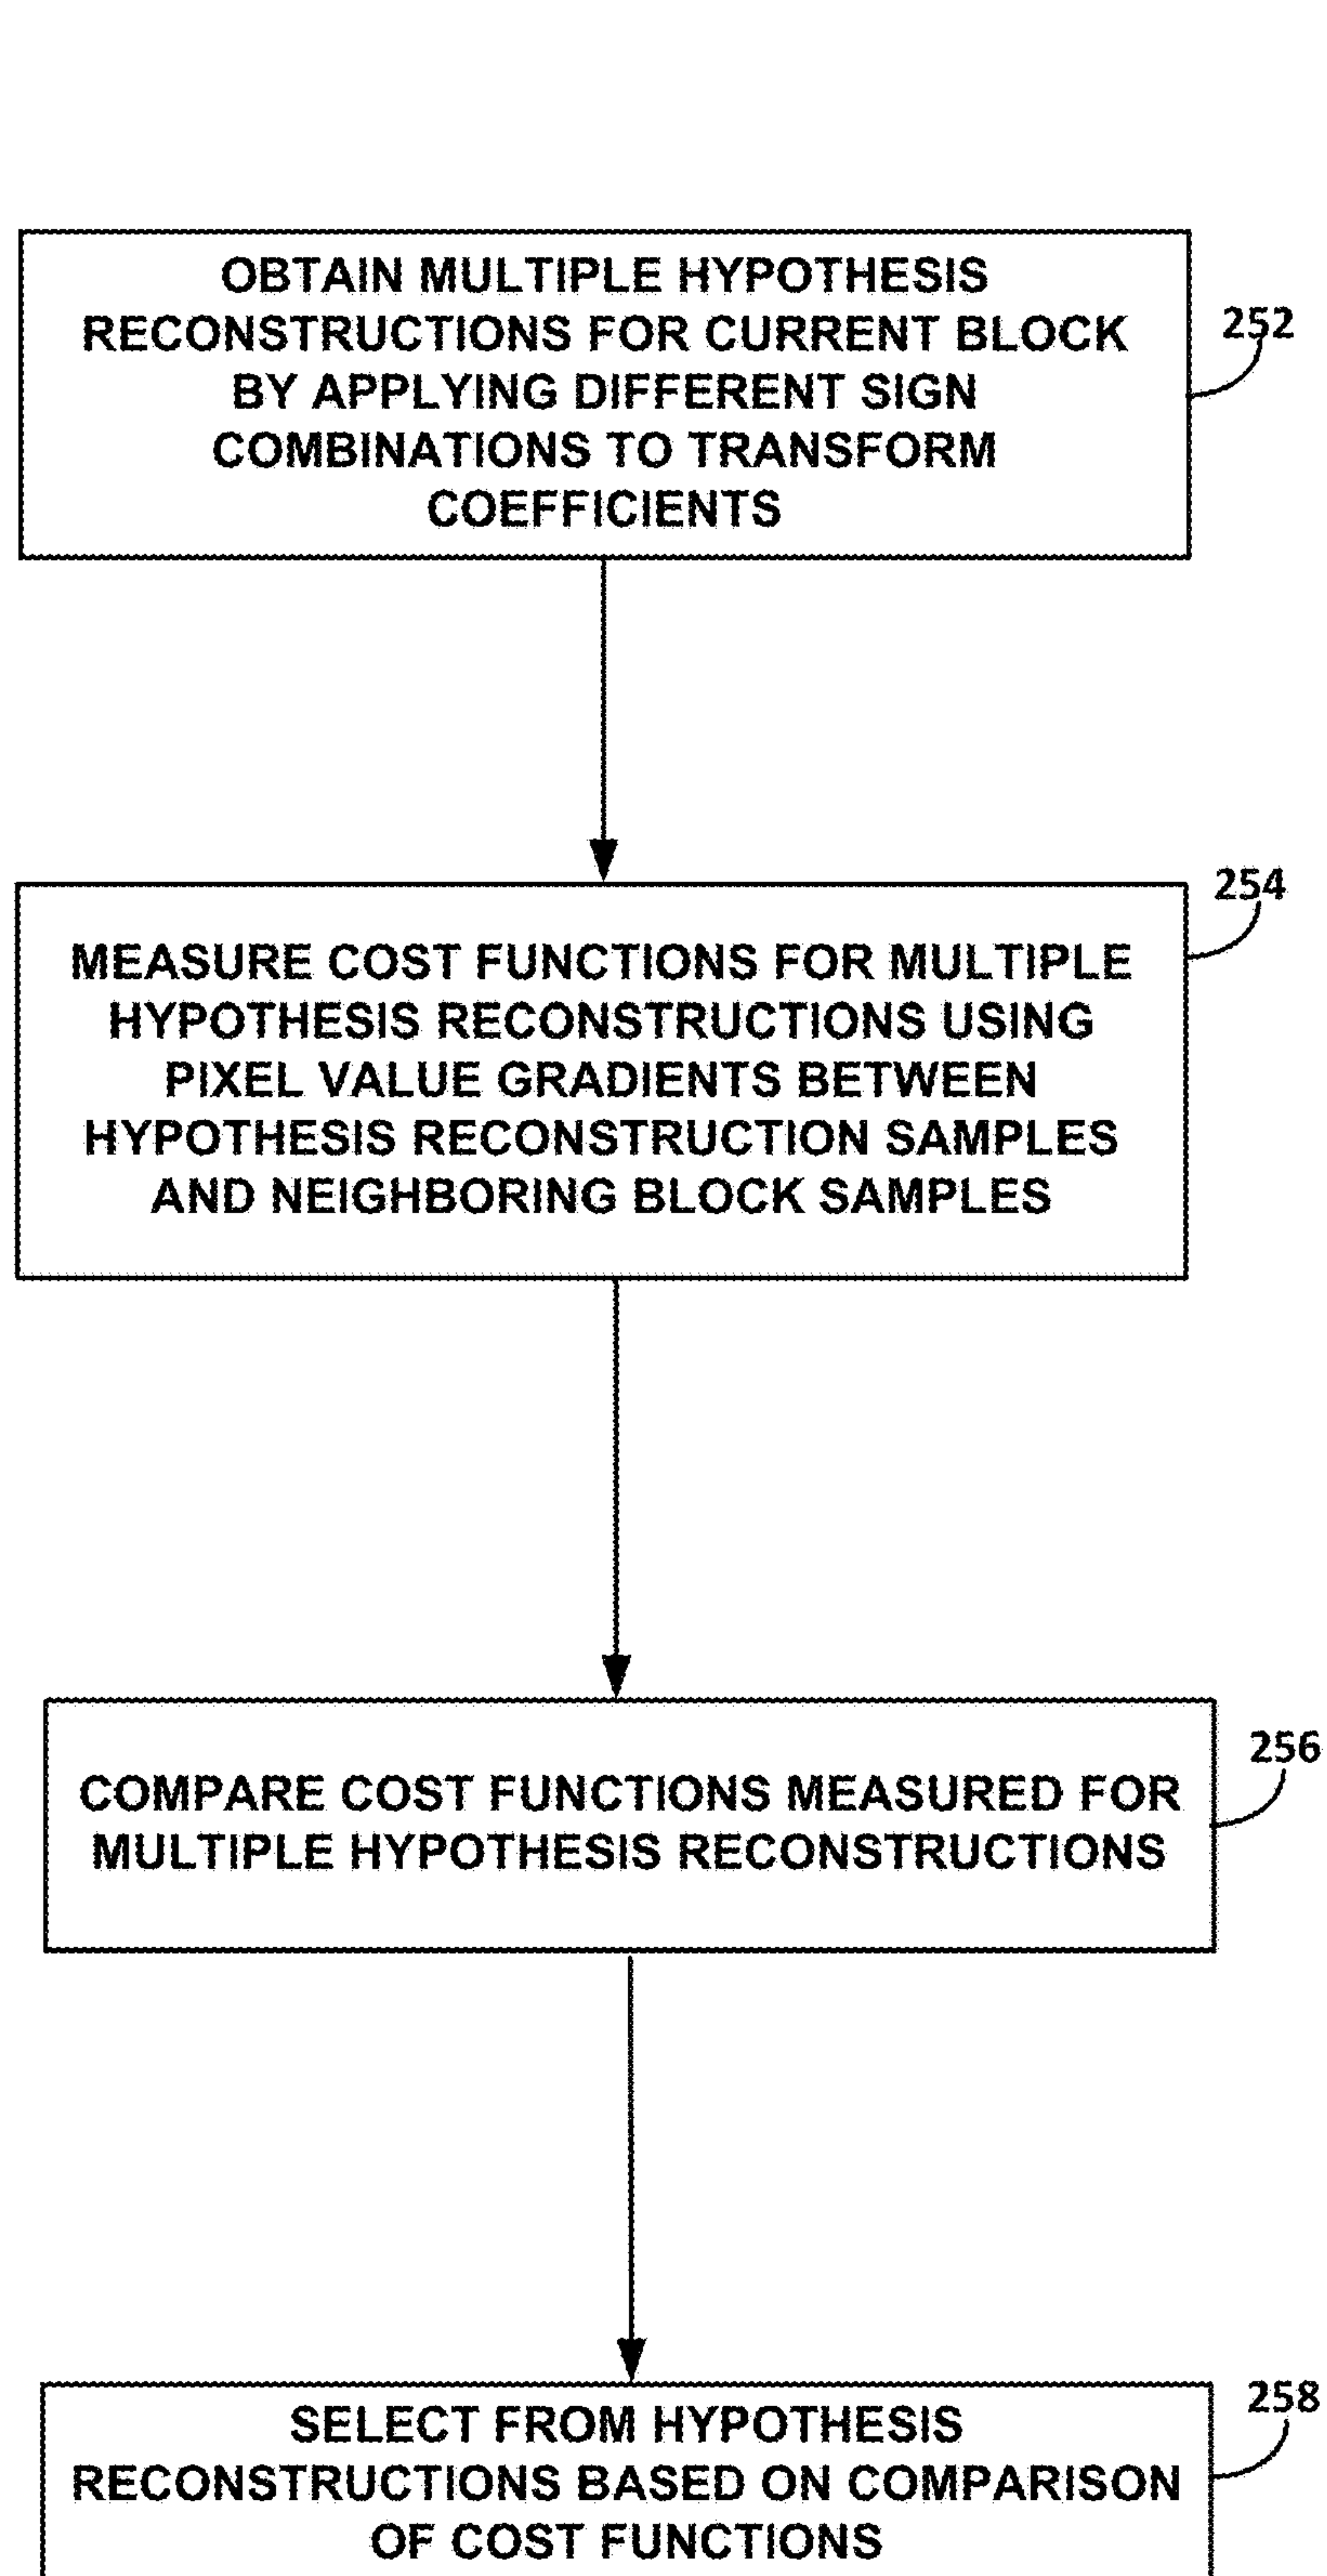 OBTAIN MULTIPLE HYPOTHESIS
RECONSTRUCTIONS FOR CURRENT BLOCK
BY APPLYING DIFFERENT SIGN
COMBINATIONS TO TRANSFORM
COEFFICIENTS
252
254
MEASURE COST FUNCTIONS FOR MULTIPLE
HYPOTHESIS RECONSTRUCTIONS USING
PIXEL VALUE GRADIENTS BETWEEN
HYPOTHESIS RECONSTRUCTION SAMPLES
AND NEIGHBORING BLOCK SAMPLES
256
COMPARE COST FUNCTIONS MEASURED FOR
MULTIPLE HYPOTHESIS RECONSTRUCTIONS
258
SELECT FROM HYPOTHESIS
RECONSTRUCTIONS BASED ON COMPARISON
OF COST FUNCTIONS